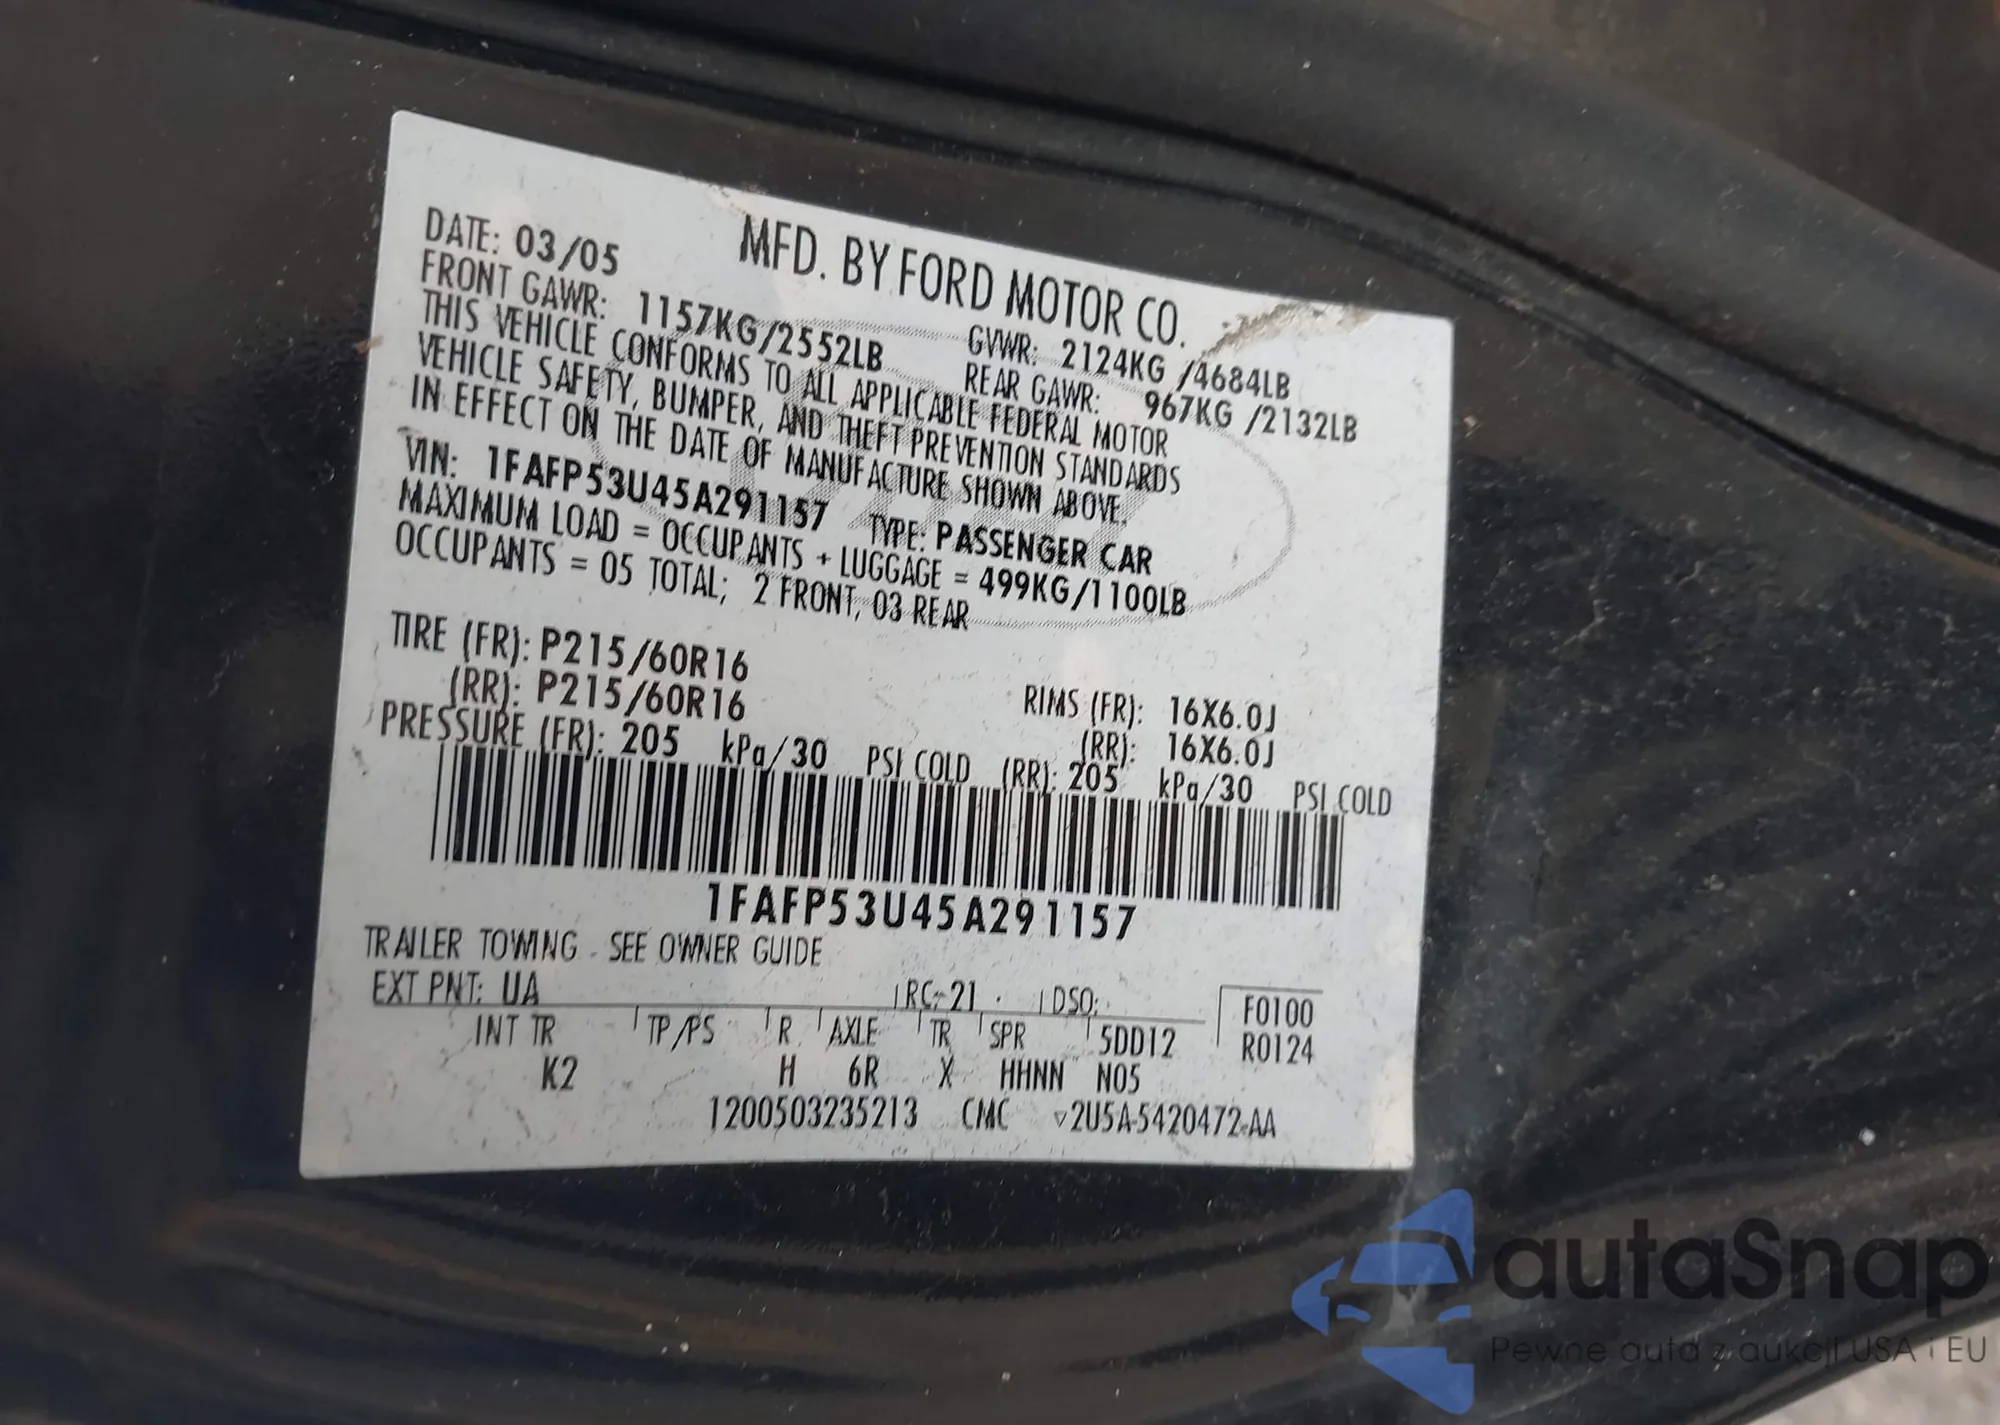 MFD. BY FORD MOTOR CO.
DATE: 03/05 GVWR: 2124KG /4684LB
FRONT GAWR: 1157KG/2552LB REAR GAWR: 967KG /2132LB
THIS VEHICLE CONFORMS TO ALL APPLICABLE FEDERAL MOTOR
VEHICLE SAFETY, BUMPER, AND THEFT PREVENTION STANDARDS
IN EFFECT ON THE DATE OF MANUFACTURE SHOWN ABOVE.
VIN: 1FAFP53U45A291157 TYPE: PASSENGER CAR
MAXIMUM LOAD = OCCUPANTS + LUGGAGE = 499KG/1100LB
OCCUPANTS = 05 TOTAL; 2 FRONT, 03 REAR
TIRE (FR): P215/60R16 RIMS (FR): 16X6.0J
(RR): P215/60R16 (RR): 16X6.0J
PRESSURE (FR): 205 kPa/30 PSI COLD (RR): 205 kPa/30 PSI COLD
1FAFP53U45A291157
TRAILER TOWING - SEE OWNER GUIDE
EXT PNT: UA RC: 21 DSO: F0100
INT TR TP/PS R AXLE TR SPR 5DD12 R0124
K2 H 6R X HHNN N05
1200503235213 CMC ▽2U5A-5420472-AA
autaSnap
Pewne auta z aukcji USA i EU